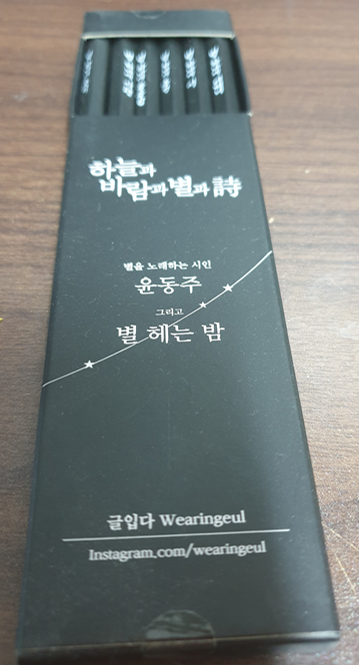 하늘과
바람과별과詩
별을 노래하는 시인
윤동주
그리고
별 헤는 밤
글입다 Wearingeul
Instagram.com/wearingeul